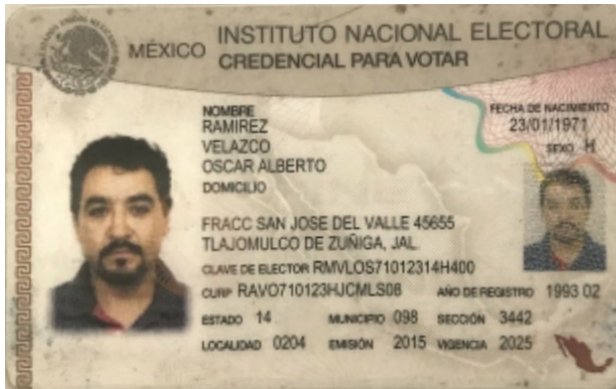 MÉXICO
INSTITUTO NACIONAL ELECTORAL
CREDENCIAL PARA VOTAR
NOMBRE
RAMIREZ
VELAZCO
OSCAR ALBERTO
FECHA DE NACIMIENTO
23/01/1971
SEXO H
DOMICILIO
FRACC SAN JOSE DEL VALLE 45655
TLAJOMULCO DE ZUÑIGA, JAL.
CLAVE DE ELECTOR RMVLOS71012314H400
CURP RAVO710123HJCMLS08 AÑO DE REGISTRO 1993 02
ESTADO 14 MUNICIPIO 098 SECCIÓN 3442
LOCALIDAD 0204 EMISIÓN 2015 VIGENCIA 2025